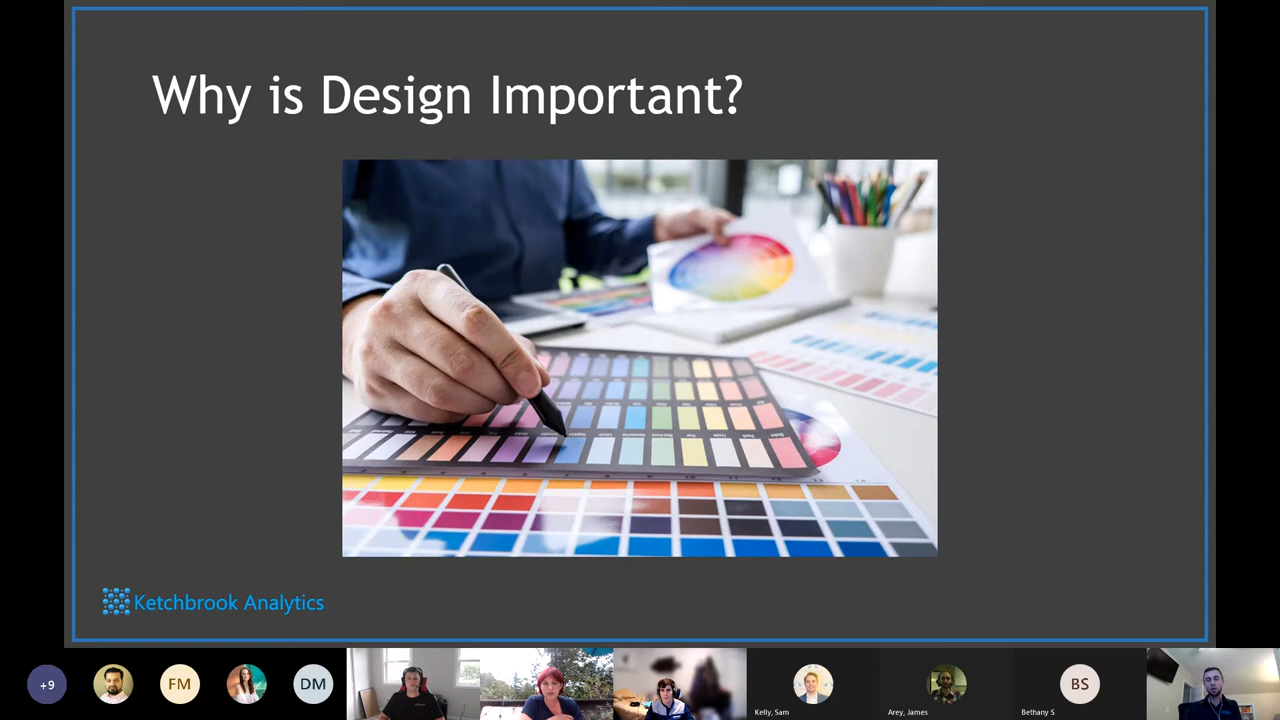 Why is Design Important?
Ketchbrook Analytics
+9
FM
DM
Kelly, Sam
Arey, James
BS
Bethany S